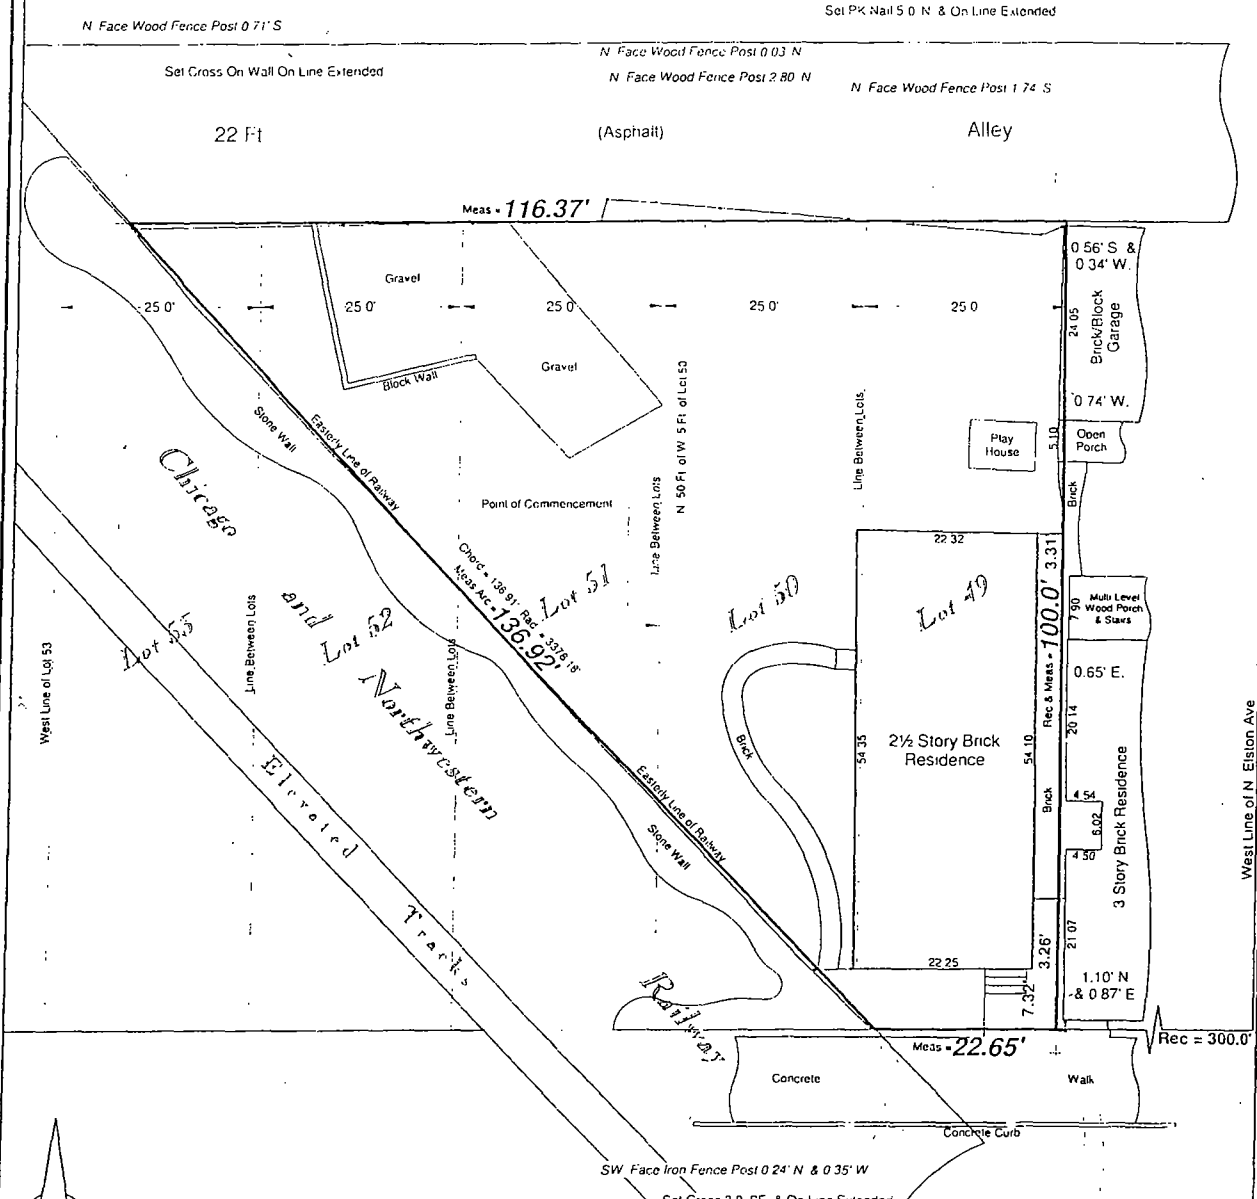 Set PK Nail 5 0 N & On Line Extended
N Face Wood Fence Post 0 71' S
N Face Wood Fence Post 0 03 N
Set Cross On Wall On Line Extended
N Face Wood Fence Post 2 80 N
N Face Wood Fence Post 1 74 S
22 Ft
(Asphalt)
Alley
Meas = 116.37'
0 56' S &
0 34' W.
Gravel
25 0'
25 0'
25 0'
25 0'
25 0
24 05
Brick/Block
Garage
Gravel
Block Wall
0 74' W.
N 50 Ft of W 5 Ft of Lot 50
Line Between Lots
Stone Wall
Easterly Line of Railway
Play
House
5.10
Open
Porch
Brick
Point of Commencement
Line Between Lots
Chicago
22 32
3.31
Chord = 136 91' Rad = 3376 18'
Meas Arc = 136.92'
Lot 51
Lot 50
Lot 49
7 90
Multi Level
Wood Porch
& Stairs
and
Lot 52
Lot 53
Line Between Lots
Line Between Lots
West Line of Lot 53
Rec & Meas = 100.0'
0.65' E.
Northwestern
20 14
Brick
54 35
2½ Story Brick
Residence
54 10
Elevated
Easterly Line of Railway
Stone Wall
Brick
4 54
6.02
4 50
3 Story Brick Residence
West Line of N Elston Ave
Tracks
21 07
3.26'
22.25
1.10' N
& 0 87' E
7.32'
Railway
Meas = 22.65'
Rec = 300.0'
Concrete
Walk
Concrete Curb
SW Face Iron Fence Post 0 24' N & 0 35' W